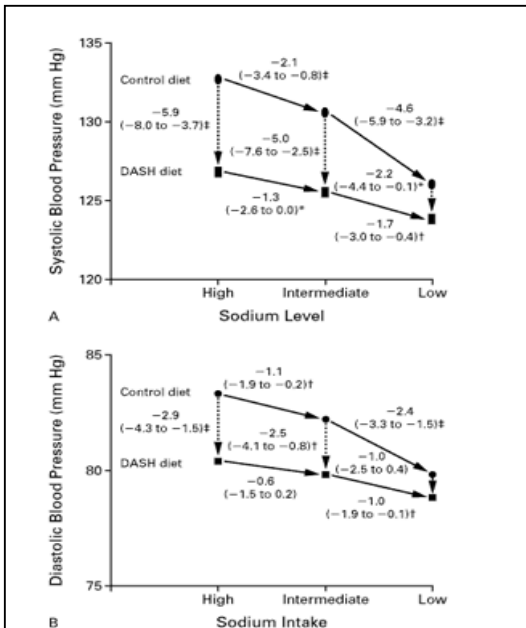 135
Systolic Blood Pressure (mm Hg)
130
125
120
Control diet
−2.1
(−3.4 to −0.8)‡
−5.9
(−8.0 to −3.7)‡
−4.6
(−5.9 to −3.2)‡
−5.0
(−7.6 to −2.5)‡
DASH diet
−2.2
(−4.4 to −0.1)*
−1.3
(−2.6 to 0.0)*
−1.7
(−3.0 to −0.4)†
High Intermediate Low
A Sodium Level
85
Diastolic Blood Pressure (mm Hg)
80
75
−1.1
(−1.9 to −0.2)†
Control diet
−2.9
(−4.3 to −1.5)‡
−2.4
(−3.3 to −1.5)‡
−2.5
(−4.1 to −0.8)†
DASH diet
−1.0
(−2.5 to 0.4)
−0.6
(−1.5 to 0.2)
−1.0
(−1.9 to −0.1)†
High Intermediate Low
B Sodium Intake